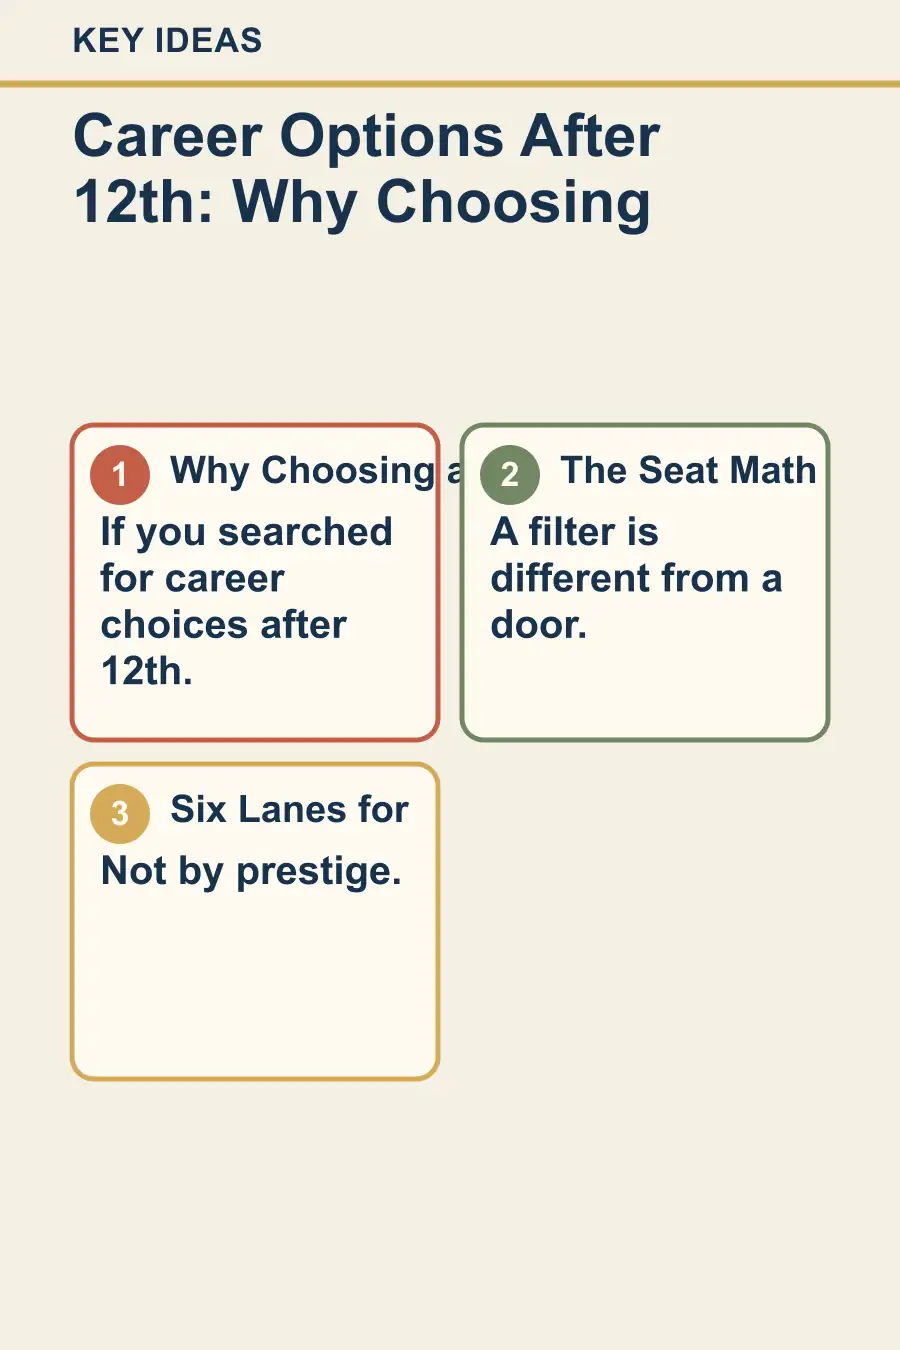 KEY IDEAS
Career Options After
12th: Why Choosing
1 Why Choosing a
If you searched
for career
choices after
12th.
2 The Seat Math
A filter is
different from a
door.
3 Six Lanes for
Not by prestige.